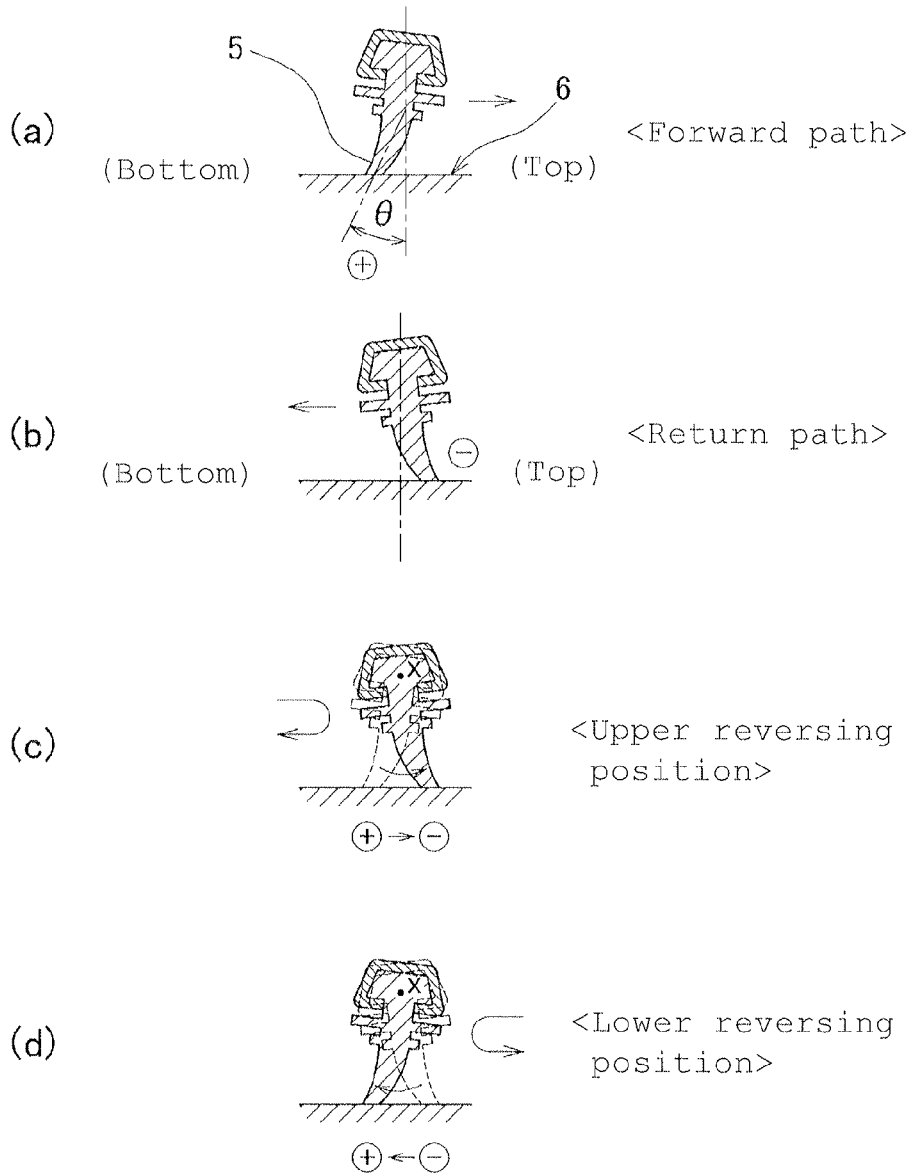 5
6
(a)
<Forward path>
(Bottom)
(Top)
θ
+
(b)
<Return path>
−
(Bottom)
(Top)
X
(c)
<Upper reversing
position>
+ → −
X
(d)
<Lower reversing
position>
+ ← −